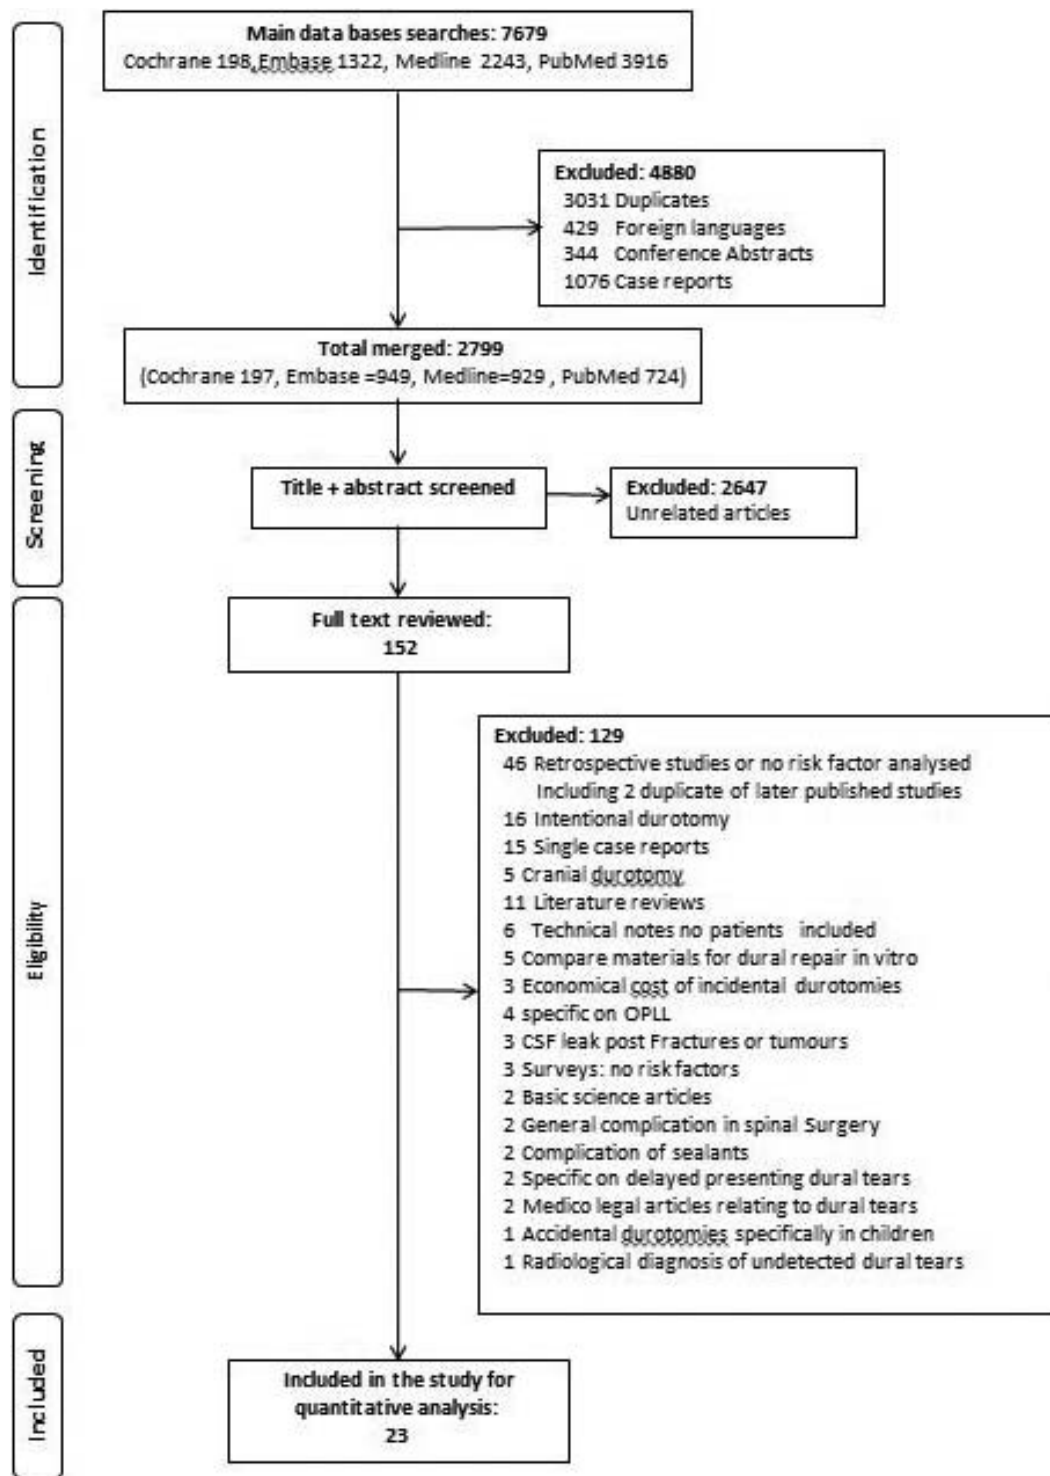 Identification
Main data bases searches: 7679
Cochrane 198,Embase 1322, Medline 2243, PubMed 3916
Excluded: 4880
3031 Duplicates
429 Foreign languages
344 Conference Abstracts
1076 Case reports
Total merged: 2799
(Cochrane 197, Embase =949, Medline=929 , PubMed 724)
Screening
Title + abstract screened
Excluded: 2647
Unrelated articles
Eligibility
Full text reviewed:
152
Excluded: 129
46 Retrospective studies or no risk factor analysed
Including 2 duplicate of later published studies
16 Intentional durotomy
15 Single case reports
5 Cranial durotomy
11 Literature reviews
6 Technical notes no patients included
5 Compare materials for dural repair in vitro
3 Economical cost of incidental durotomies
4 specific on OPLL
3 CSF leak post Fractures or tumours
3 Surveys: no risk factors
2 Basic science articles
2 General complication in spinal Surgery
2 Complication of sealants
2 Specific on delayed presenting dural tears
2 Medico legal articles relating to dural tears
1 Accidental durotomies specifically in children
1 Radiological diagnosis of undetected dural tears
Included
Included in the study for
quantitative analysis:
23